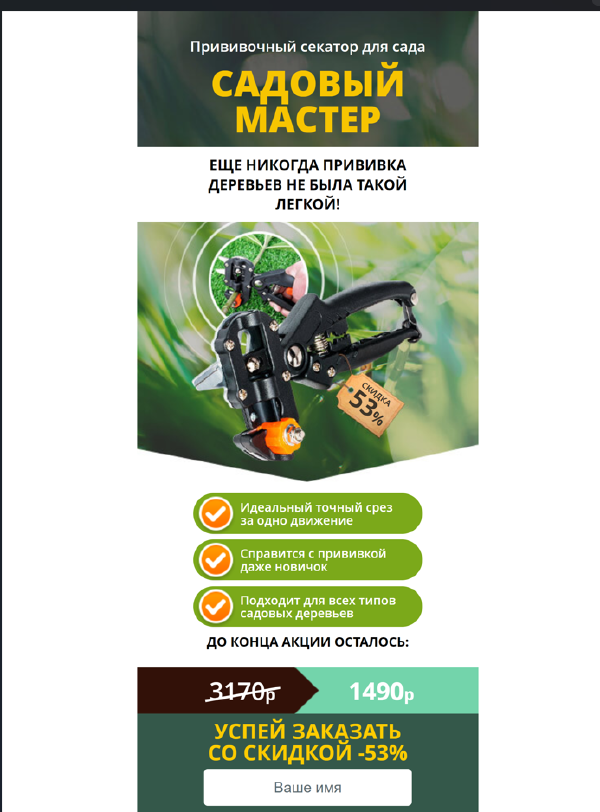 Прививочный секатор для сада
САДОВЫЙ
МАСТЕР
ЕЩЕ НИКОГДА ПРИВИВКА
ДЕРЕВЬЕВ НЕ БЫЛА ТАКОЙ
ЛЕГКОЙ!
СКИДКА
53%
Идеальный точный срез
за одно движение
Справится с прививкой
даже новичок
Подходит для всех типов
садовых деревьев
ДО КОНЦА АКЦИИ ОСТАЛОСЬ:
3170р 1490р
УСПЕЙ ЗАКАЗАТЬ
СО СКИДКОЙ -53%
Ваше имя